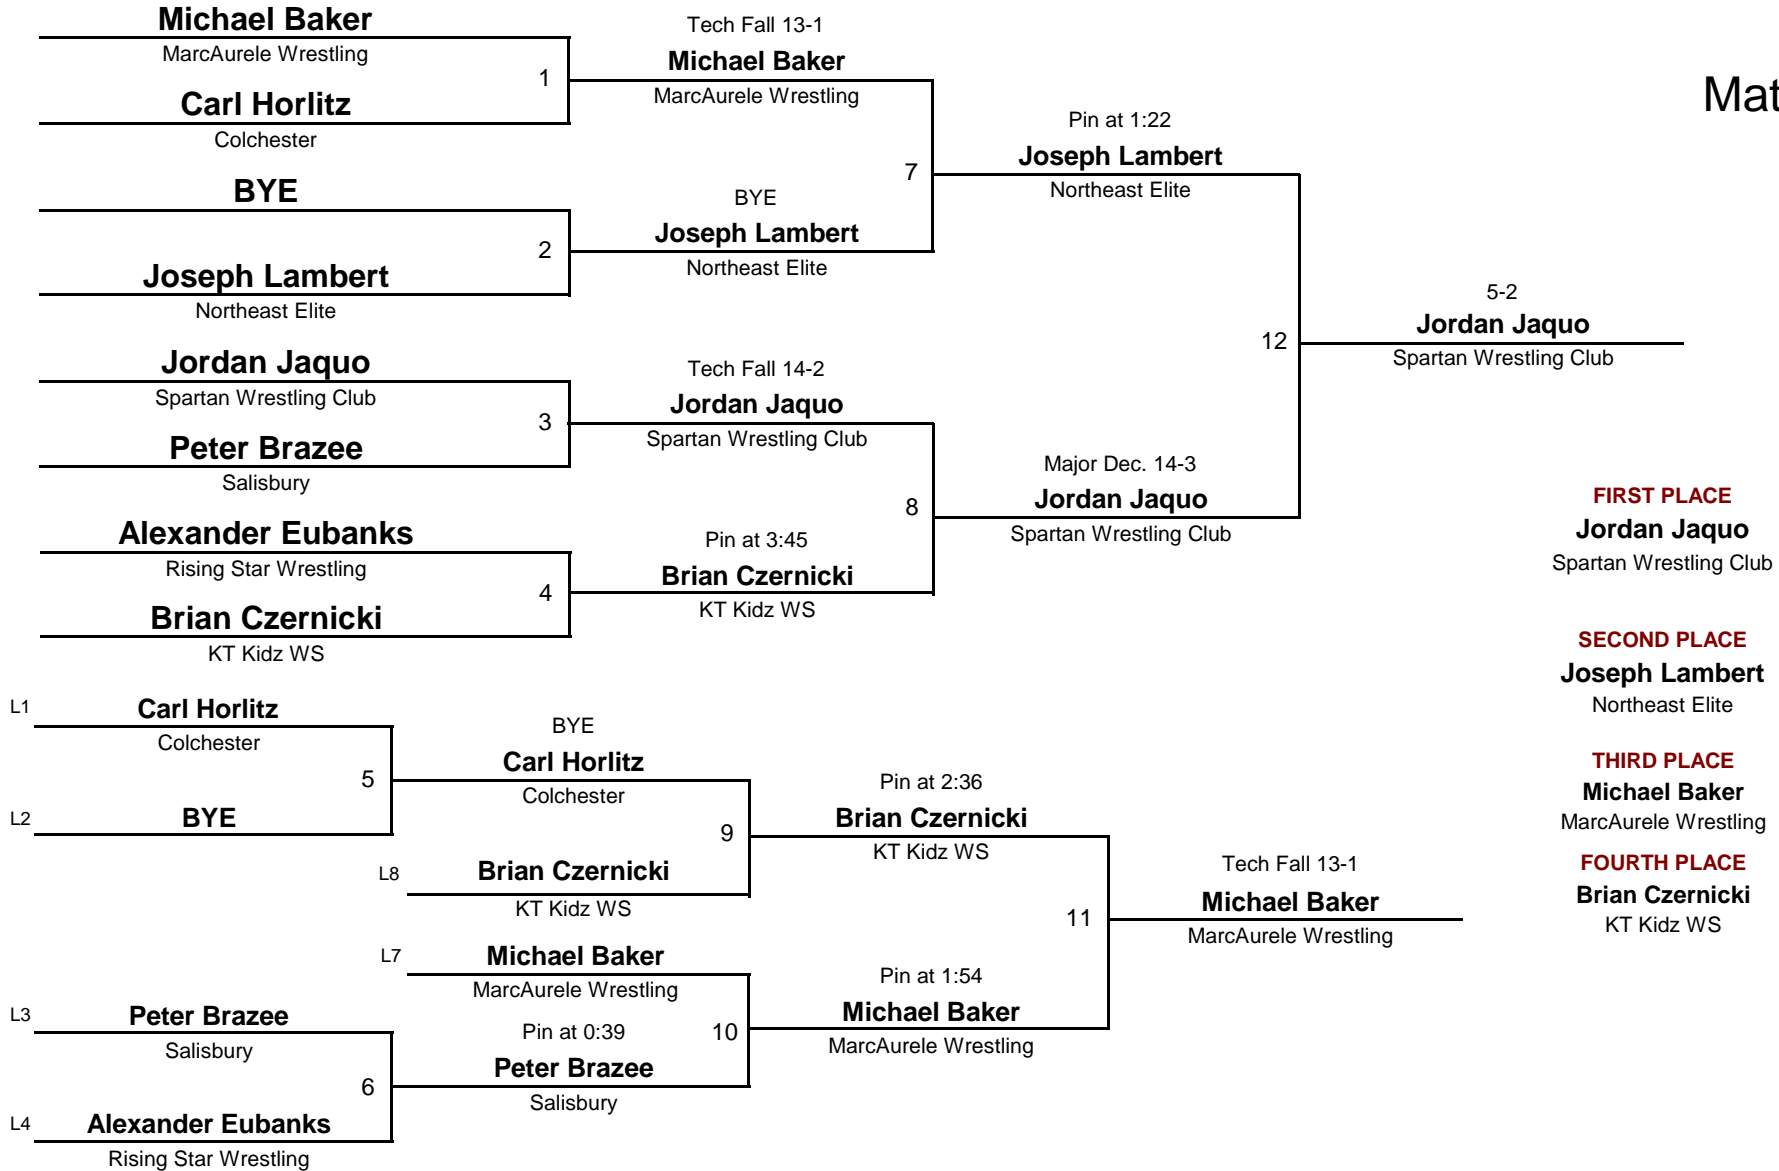 Michael Baker
MarcAurele Wrestling
1
Carl Horlitz
Colchester
BYE
2
Joseph Lambert
Northeast Elite
Jordan Jaquo
Spartan Wrestling Club
3
Peter Brazee
Salisbury
Alexander Eubanks
Rising Star Wrestling
4
Brian Czernicki
KT Kidz WS
Tech Fall 13-1
Michael Baker
MarcAurele Wrestling
7
BYE
Joseph Lambert
Northeast Elite
Tech Fall 14-2
Jordan Jaquo
Spartan Wrestling Club
8
Pin at 3:45
Brian Czernicki
KT Kidz WS
Pin at 1:22
Joseph Lambert
Northeast Elite
12
Major Dec. 14-3
Jordan Jaquo
Spartan Wrestling Club
5-2
Jordan Jaquo
Spartan Wrestling Club
Mat
L1
Carl Horlitz
Colchester
5
L2
BYE
L3
Peter Brazee
Salisbury
6
L4
Alexander Eubanks
Rising Star Wrestling
BYE
Carl Horlitz
Colchester
9
L8
Brian Czernicki
KT Kidz WS
L7
Michael Baker
MarcAurele Wrestling
10
Pin at 0:39
Peter Brazee
Salisbury
Pin at 2:36
Brian Czernicki
KT Kidz WS
11
Pin at 1:54
Michael Baker
MarcAurele Wrestling
Tech Fall 13-1
Michael Baker
MarcAurele Wrestling
FIRST PLACE
Jordan Jaquo
Spartan Wrestling Club
SECOND PLACE
Joseph Lambert
Northeast Elite
THIRD PLACE
Michael Baker
MarcAurele Wrestling
FOURTH PLACE
Brian Czernicki
KT Kidz WS